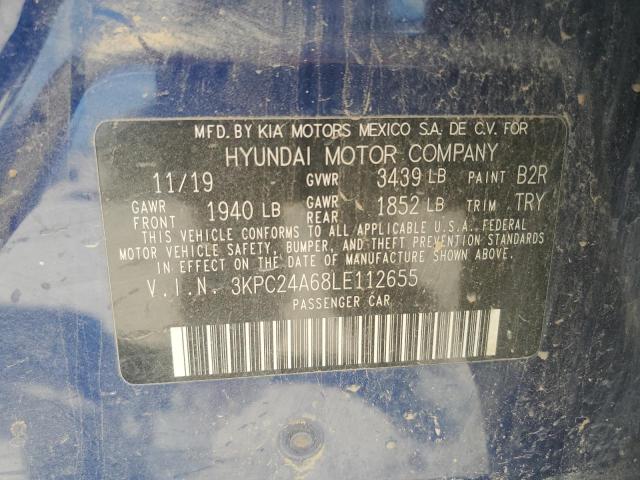 MFD. BY KIA MOTORS MEXICO S.A. DE C.V. FOR
HYUNDAI MOTOR COMPANY
11/19 GVWR 3439 LB PAINT B2R
GAWR FRONT 1940 LB GAWR REAR 1852 LB TRIM TRY
THIS VEHICLE CONFORMS TO ALL APPLICABLE U.S.A. FEDERAL
MOTOR VEHICLE SAFETY, BUMPER, AND THEFT PREVENTION STANDARDS
IN EFFECT ON THE DATE OF MANUFACTURE SHOWN ABOVE.
V.I.N. 3KPC24A68LE112655
PASSENGER CAR